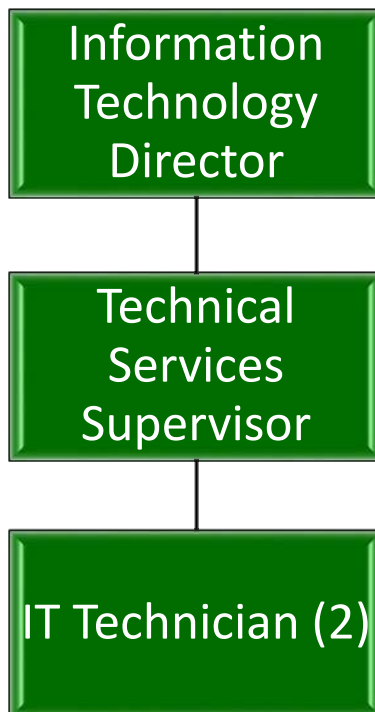 Information
Technology
Director
Technical
Services
Supervisor
IT Technician (2)